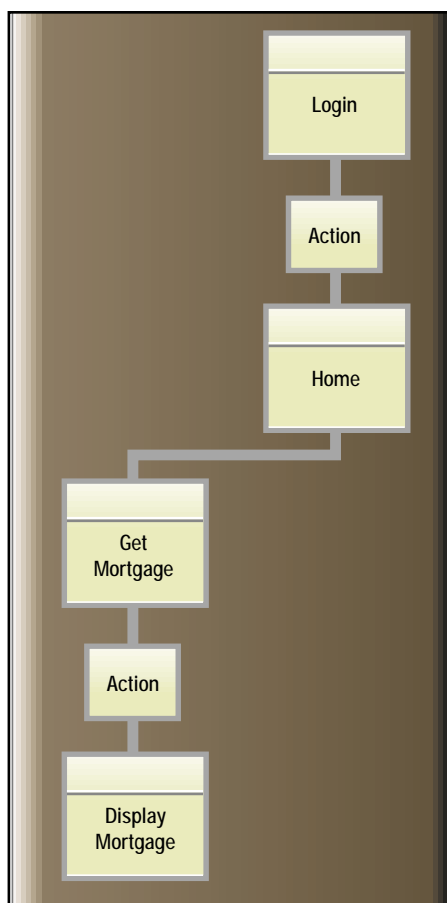 Login
Action
Home
Get
Mortgage
Action
Display
Mortgage